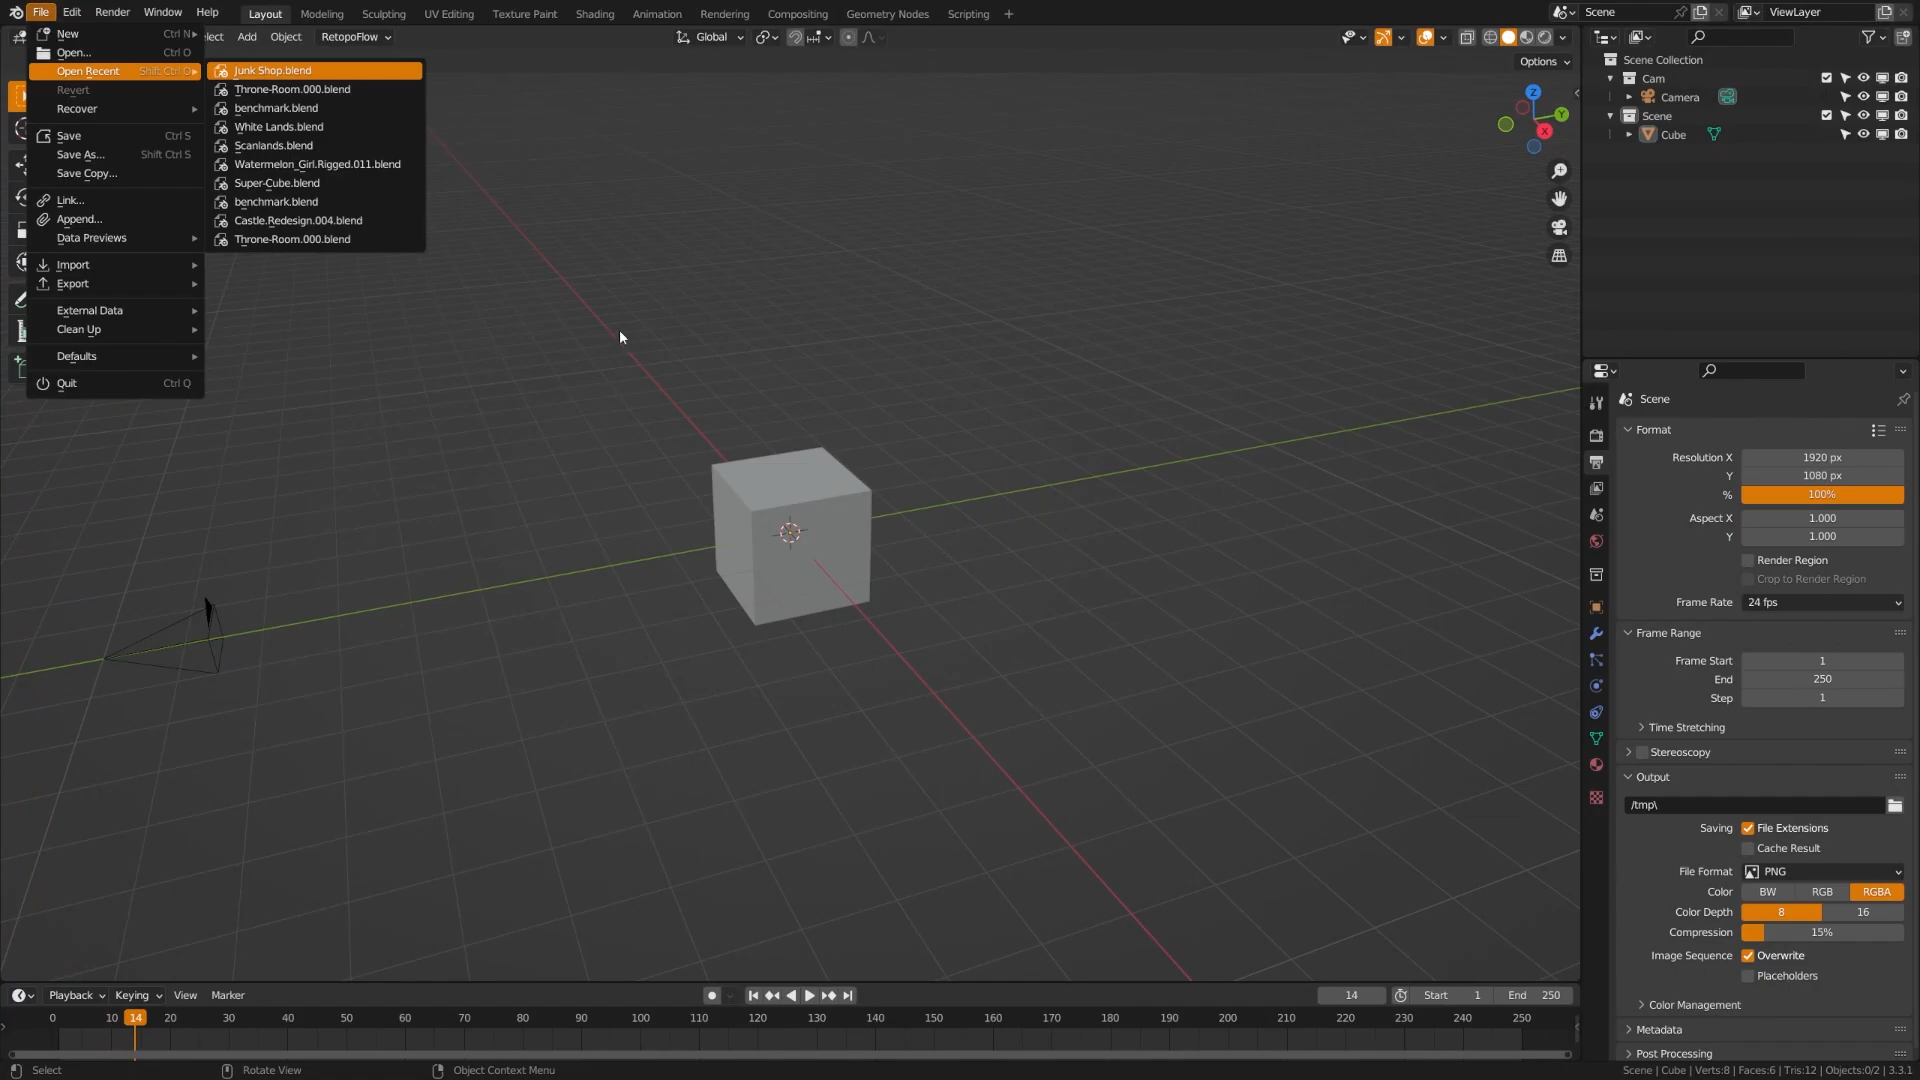 File Edit Render Window Help Layout Modeling Sculpting UV Editing Texture Paint Shading Animation Rendering Compositing Geometry Nodes Scripting + Scene ViewLayer
New Ctrl N
lect Add Object RetopoFlow Global
Open... Ctrl O
Options
Open Recent Shift Ctrl O
Revert
Recover
Save Ctrl S
Save As... Shift Ctrl S
Save Copy...
Link...
Append...
Data Previews
Import
Export
External Data
Clean Up
Defaults
Quit Ctrl Q
Junk Shop.blend
Throne-Room.000.blend
benchmark.blend
White Lands.blend
Scanlands.blend
Watermelon_Girl.Rigged.011.blend
Super-Cube.blend
benchmark.blend
Castle.Redesign.004.blend
Throne-Room.000.blend
Z
Y
X
Scene Collection
Cam
Camera
Scene
Cube
Scene
Format
Resolution X 1920 px
Y 1080 px
% 100%
Aspect X 1.000
Y 1.000
Render Region
Crop to Render Region
Frame Rate 24 fps
Frame Range
Frame Start 1
End 250
Step 1
Time Stretching
Stereoscopy
Output
/tmp\
Saving File Extensions
Cache Result
File Format PNG
Color BW RGB RGBA
Color Depth 8 16
Compression 15%
Image Sequence Overwrite
Placeholders
Color Management
Metadata
Post Processing
Playback Keying View Marker 14 Start 1 End 250
0 10 14 20 30 40 50 60 70 80 90 100 110 120 130 140 150 160 170 180 190 200 210 220 230 240 250
Select Rotate View Object Context Menu Scene | Cube | Verts:8 | Faces:6 | Tris:12 | Objects:0/2 | 3.3.1